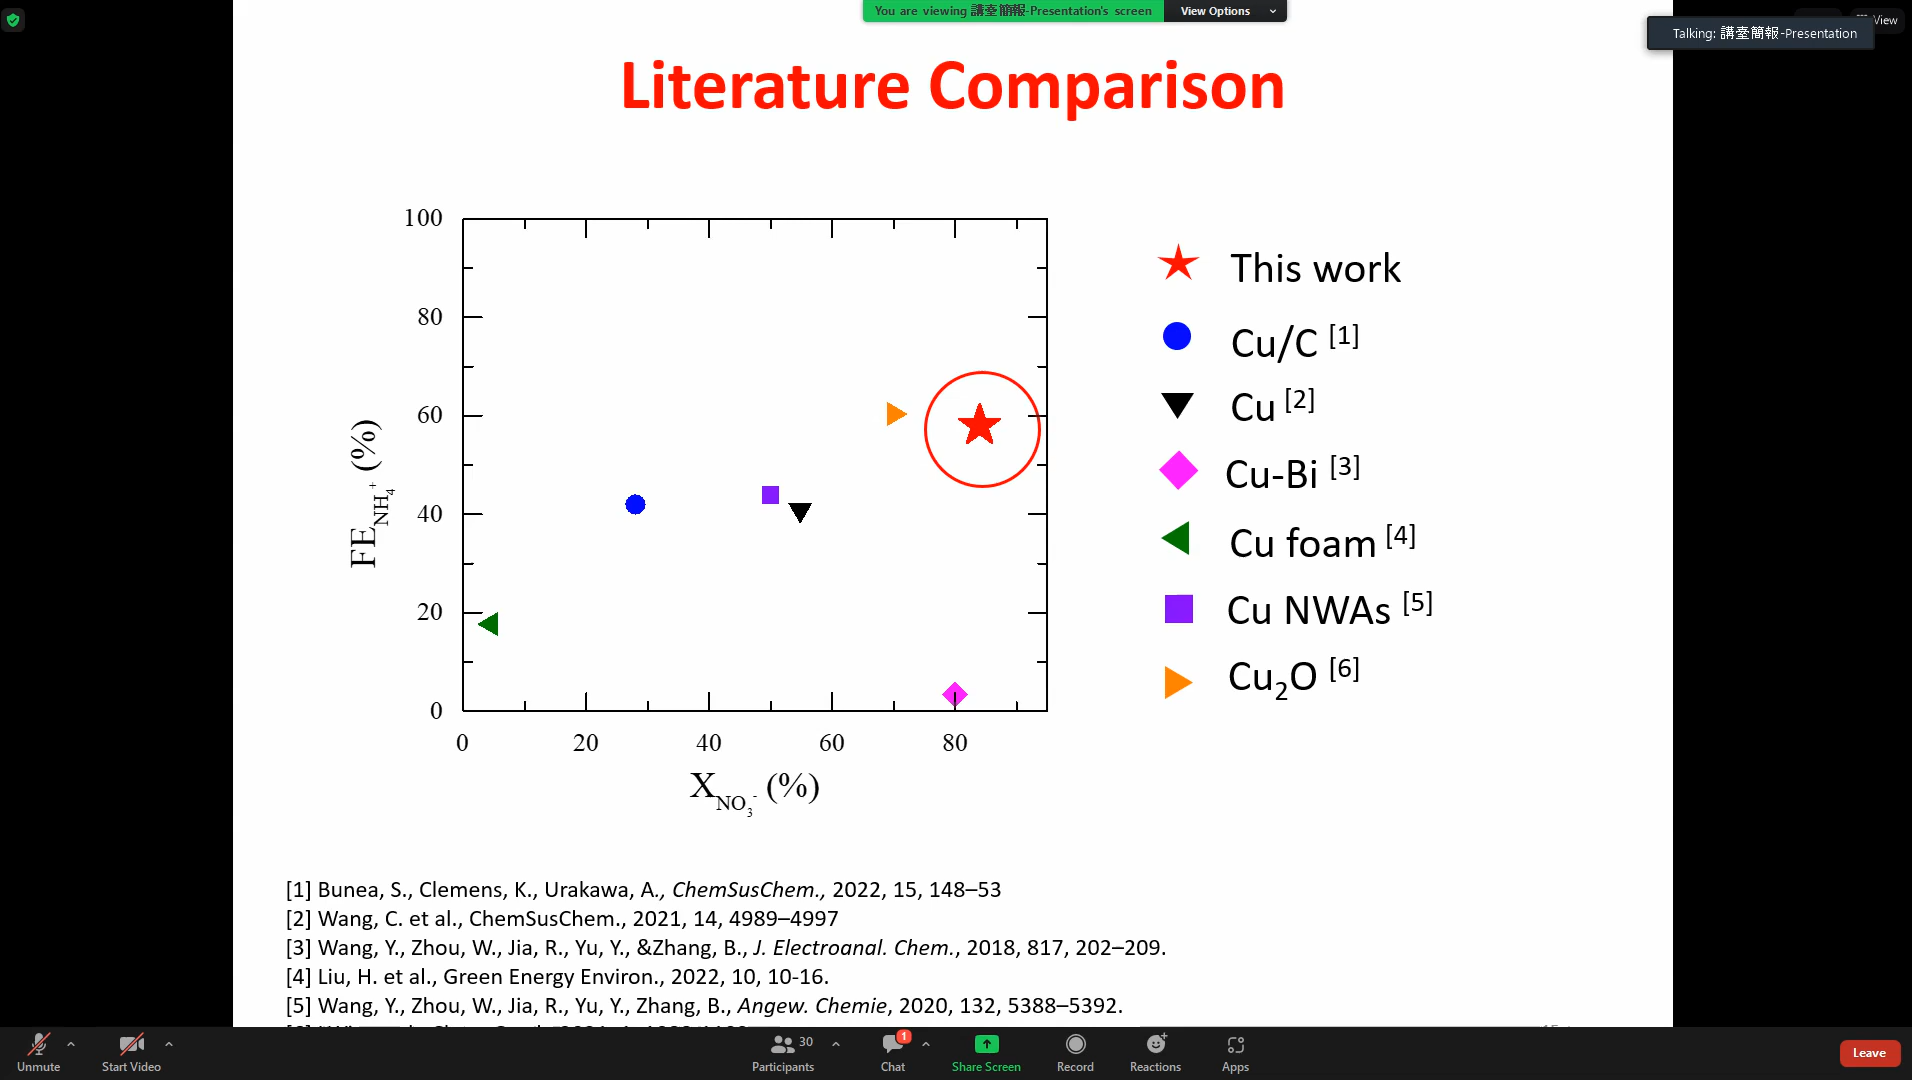 You are viewing 講臺簡報-Presentation's screen
View Options
View
Talking: 講臺簡報-Presentation
Literature Comparison
100
80
60
40
20
0
FE NH₄⁺ (%)
0 20 40 60 80
X NO₃⁻ (%)
This work
Cu/C [1]
Cu [2]
Cu-Bi [3]
Cu foam [4]
Cu NWAs [5]
Cu₂O [6]
[1] Bunea, S., Clemens, K., Urakawa, A., ChemSusChem., 2022, 15, 148–53
[2] Wang, C. et al., ChemSusChem., 2021, 14, 4989–4997
[3] Wang, Y., Zhou, W., Jia, R., Yu, Y., &Zhang, B., J. Electroanal. Chem., 2018, 817, 202–209.
[4] Liu, H. et al., Green Energy Environ., 2022, 10, 10-16.
[5] Wang, Y., Zhou, W., Jia, R., Yu, Y., Zhang, B., Angew. Chemie, 2020, 132, 5388–5392.
Unmute
Start Video
30
Participants
1
Chat
Share Screen
Record
Reactions
Apps
Leave